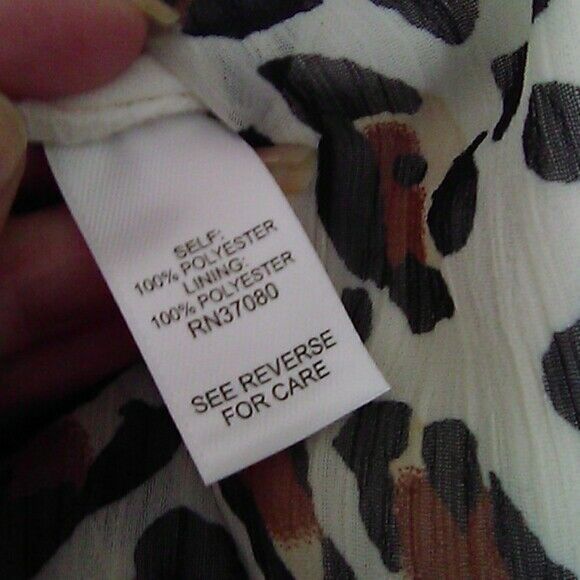 SELF:
100% POLYESTER
LINING:
100% POLYESTER
RN37080
SEE REVERSE
FOR CARE